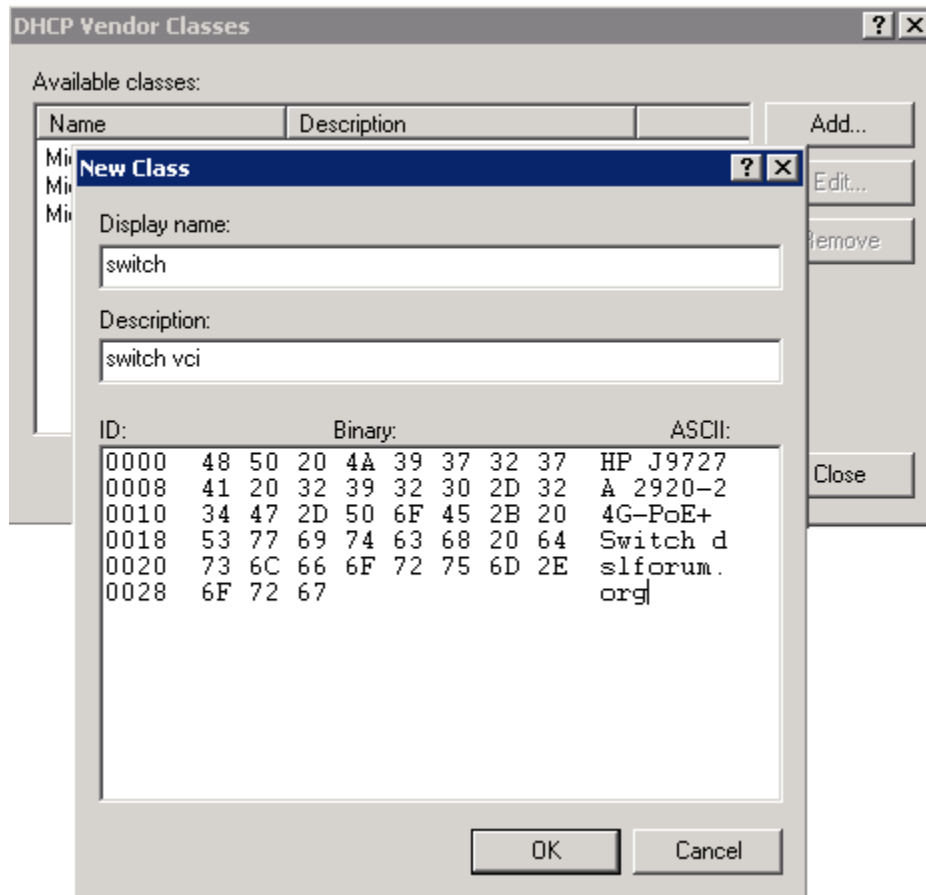 DHCP Vendor Classes
Available classes:
Name Description
Add...
New Class
Edit...
Display name:
switch
Description:
switch vci
ID: Binary: ASCII:
0000 48 50 20 4A 39 37 32 37 HP J9727
0008 41 20 32 39 32 30 2D 32 A 2920-2
0010 34 47 2D 50 6F 45 2B 20 4G-PoE+
0018 53 77 69 74 63 68 20 64 Switch d
0020 73 6C 66 6F 72 75 6D 2E slforum.
0028 6F 72 67 org
Close
OK Cancel